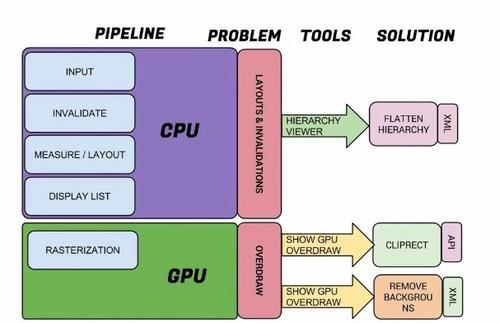 PIPELINE PROBLEM TOOLS SOLUTION
INPUT
INVALIDATE
MEASURE / LAYOUT
DISPLAY LIST
CPU
LAYOUTS & INVALIDATIONS
HIERARCHY
VIEWER
FLATTEN
HIERARCHY
XML
RASTERIZATION
GPU
OVERDRAW
SHOW GPU
OVERDRAW
CLIPRECT
API
SHOW GPU
OVERDRAW
REMOVE
BACKGROU
NS
XML